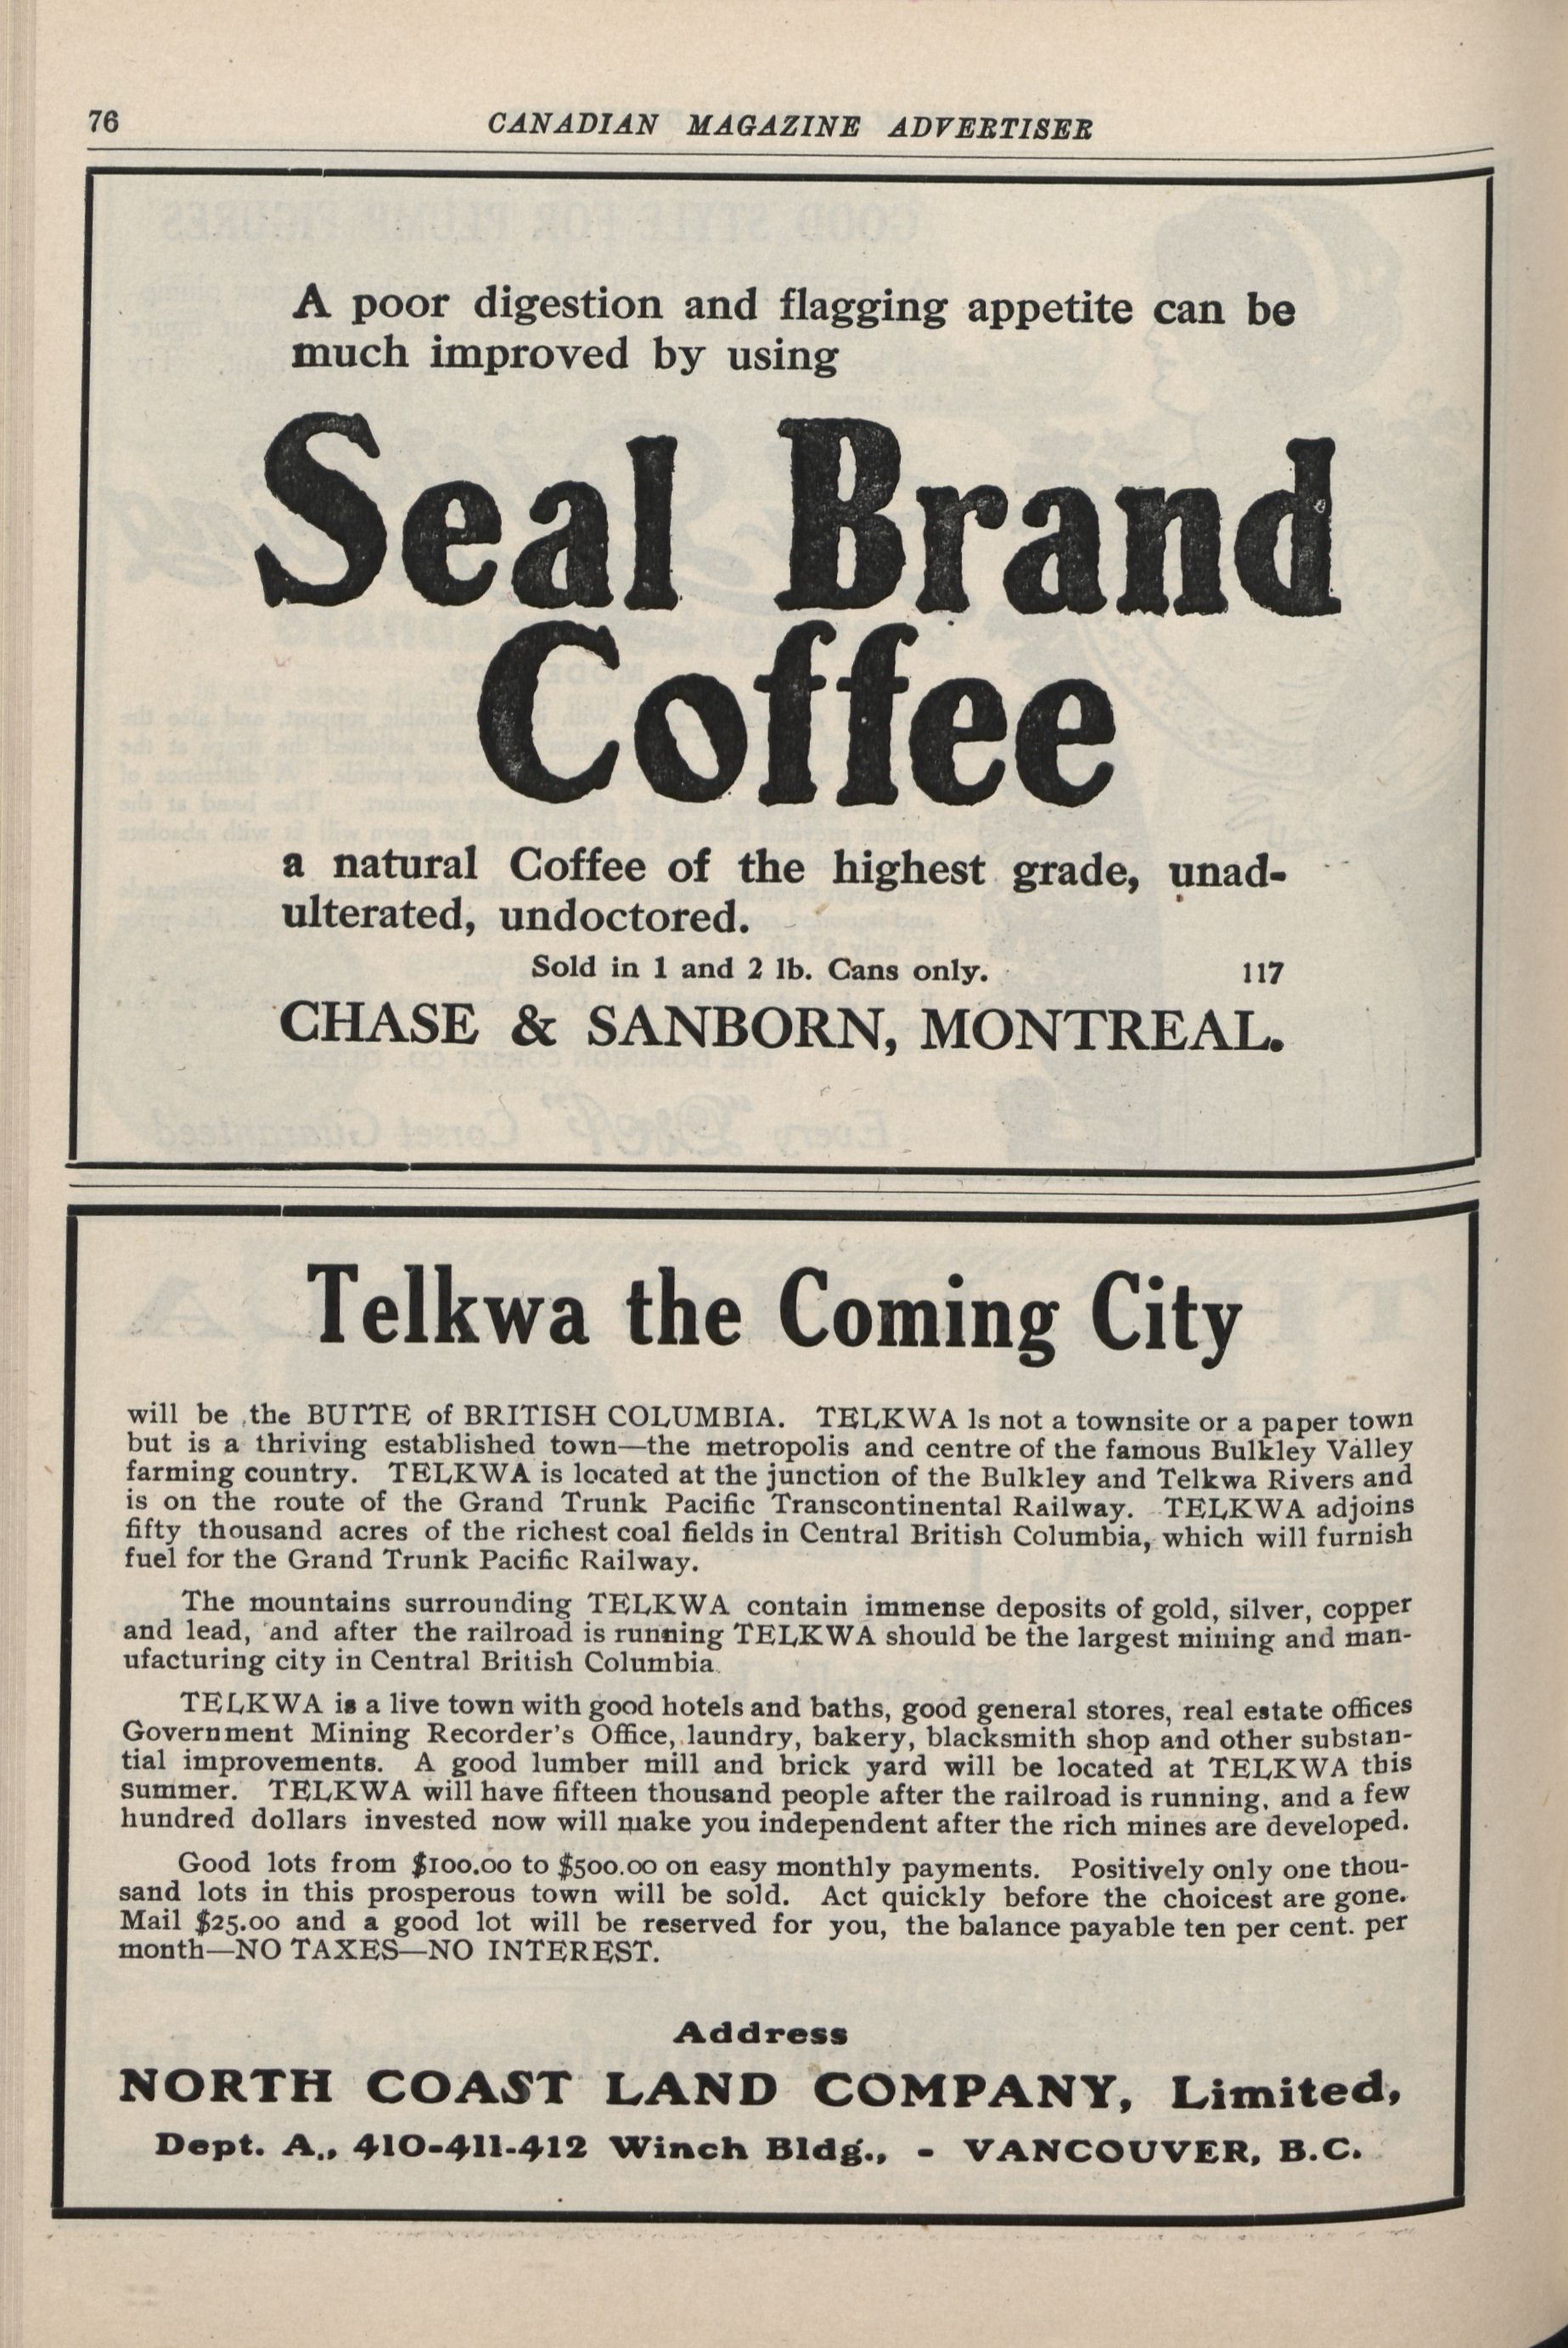 76
CANADIAN MAGAZINE ADVERTISER
A poor digestion and flagging appetite can be
much improved by using
Seal Brand
Coffee
a natural Coffee of the highest grade, unad-
ulterated, undoctored.
Sold in 1 and 2 lb. Cans only. 117
CHASE & SANBORN, MONTREAL.
Telkwa the Coming City
will be the BUTTE of BRITISH COLUMBIA. TELKWA Is not a townsite or a paper town
but is a thriving established town—the metropolis and centre of the famous Bulkley Valley
farming country. TELKWA is located at the junction of the Bulkley and Telkwa Rivers and
is on the route of the Grand Trunk Pacific Transcontinental Railway. TELKWA adjoins
fifty thousand acres of the richest coal fields in Central British Columbia, which will furnish
fuel for the Grand Trunk Pacific Railway.
The mountains surrounding TELKWA contain immense deposits of gold, silver, copper
and lead, and after the railroad is running TELKWA should be the largest mining and man-
ufacturing city in Central British Columbia.
TELKWA is a live town with good hotels and baths, good general stores, real estate offices
Government Mining Recorder's Office, laundry, bakery, blacksmith shop and other substan-
tial improvements. A good lumber mill and brick yard will be located at TELKWA this
summer. TELKWA will have fifteen thousand people after the railroad is running, and a few
hundred dollars invested now will make you independent after the rich mines are developed.
Good lots from $100.00 to $500.00 on easy monthly payments. Positively only one thou-
sand lots in this prosperous town will be sold. Act quickly before the choicest are gone.
Mail $25.00 and a good lot will be reserved for you, the balance payable ten per cent. per
month—NO TAXES—NO INTEREST.
Address
NORTH COAST LAND COMPANY, Limited,
Dept. A., 410-411-412 Winch Bldg., - VANCOUVER, B.C.